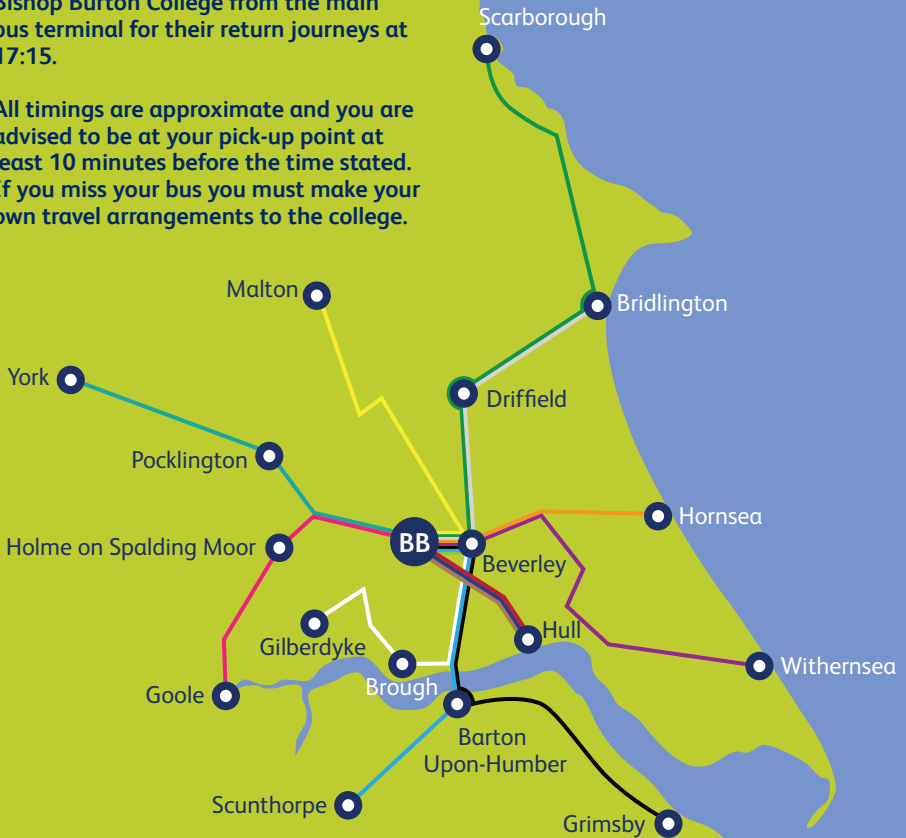 Bishop Burton College from the main
bus terminal for their return journeys at
17:15.
All timings are approximate and you are
advised to be at your pick-up point at
least 10 minutes before the time stated.
If you miss your bus you must make your
own travel arrangements to the college.
Scarborough
Malton
Bridlington
York
Driffield
Pocklington
Hornsea
Holme on Spalding Moor
BB
Beverley
Hull
Gilberdyke
Withernsea
Brough
Goole
Barton
Upon-Humber
Scunthorpe
Grimsby